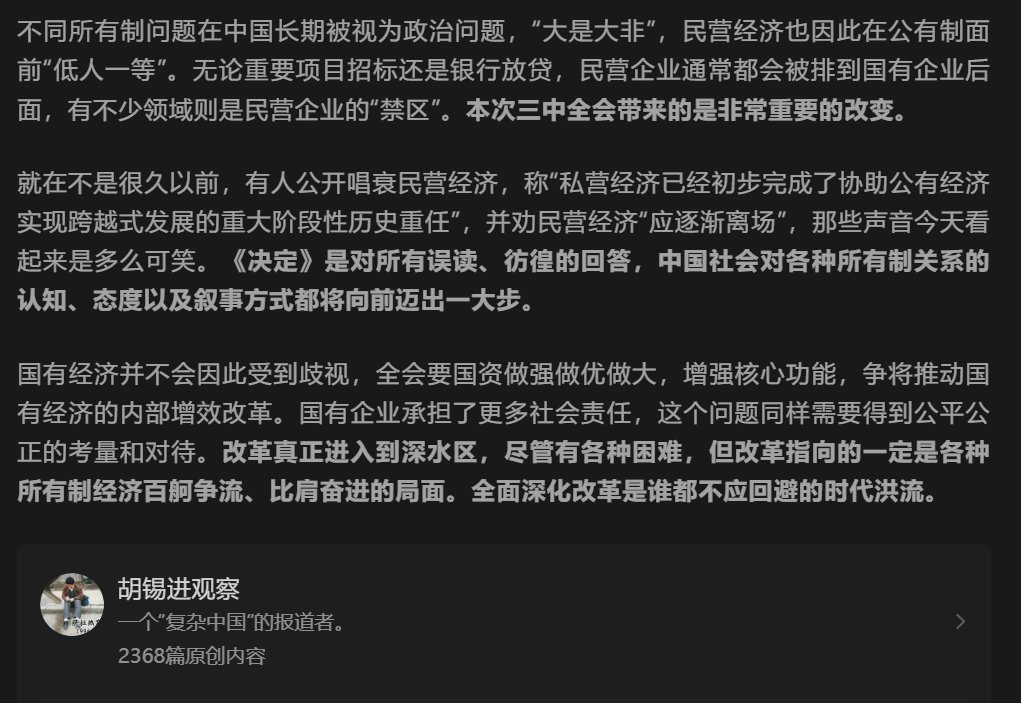 不同所有制问题在中国长期被视为政治问题，“大是大非”，民营经济也因此在公有制面
前“低人一等”。无论重要项目招标还是银行放贷，民营企业通常都会被排到国有企业后
面，有不少领域则是民营企业的“禁区”。本次三中全会带来的是非常重要的改变。
就在不是很久以前，有人公开唱衰民营经济，称“私营经济已经初步完成了协助公有经济
实现跨越式发展的重大阶段性历史重任”，并劝民营经济“应逐渐离场”，那些声音今天看
起来是多么可笑。《决定》是对所有误读、彷徨的回答，中国社会对各种所有制关系的
认知、态度以及叙事方式都将向前迈出一大步。
国有经济并不会因此受到歧视，全会要国资做强做优做大，增强核心功能，争将推动国
有经济的内部增效改革。国有企业承担了更多社会责任，这个问题同样需要得到公平公
正的考量和对待。改革真正进入到深水区，尽管有各种困难，但改革指向的一定是各种
所有制经济百舸争流、比肩奋进的局面。全面深化改革是谁都不应回避的时代洪流。
胡锡进观察
一个“复杂中国”的报道者。
2368篇原创内容